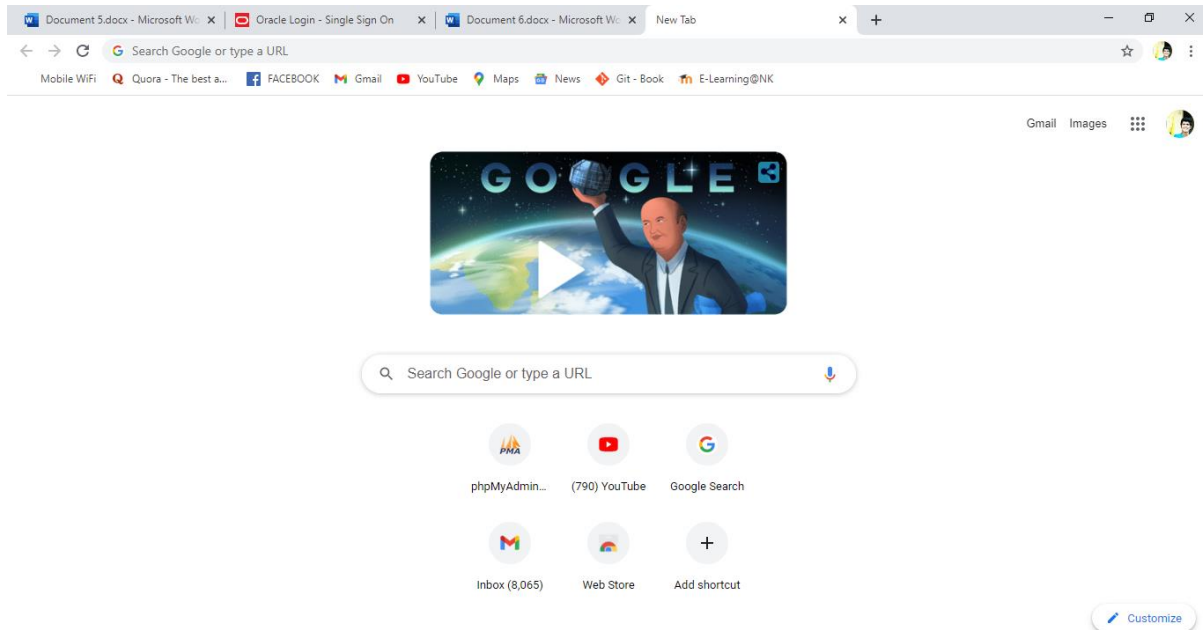 Document 5.docx - Microsoft Wo
Oracle Login - Single Sign On
Document 6.docx - Microsoft Wo
New Tab
Search Google or type a URL
Mobile WiFi
Quora - The best a...
FACEBOOK
Gmail
YouTube
Maps
News
Git - Book
E-Learning@NK
Gmail
Images
GOOGLE
Search Google or type a URL
PMA
phpMyAdmin...
(790) YouTube
Google Search
Inbox (8,065)
Web Store
Add shortcut
Customize